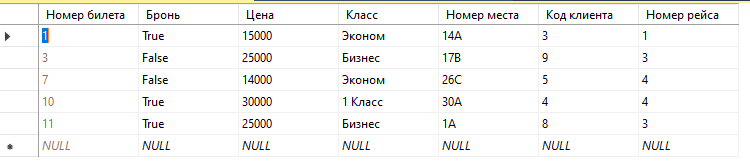 Номер билета Бронь Цена Класс Номер места Код клиента Номер рейса
1 True 15000 Эконом 14A 3 1
3 False 25000 Бизнес 17B 9 3
7 False 14000 Эконом 26C 5 4
10 True 30000 1 Класс 30A 4 4
11 True 25000 Бизнес 1A 8 3
NULL NULL NULL NULL NULL NULL NULL